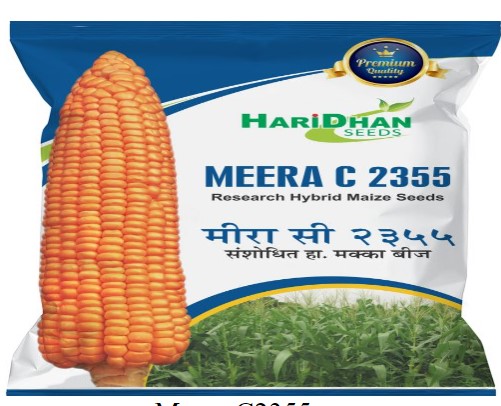 Premium
Quality
HARIDHAN
SEEDS
MEERA C 2355
Research Hybrid Maize Seeds
मीरा सी २३५५
संशोधित हा. मक्का बीज